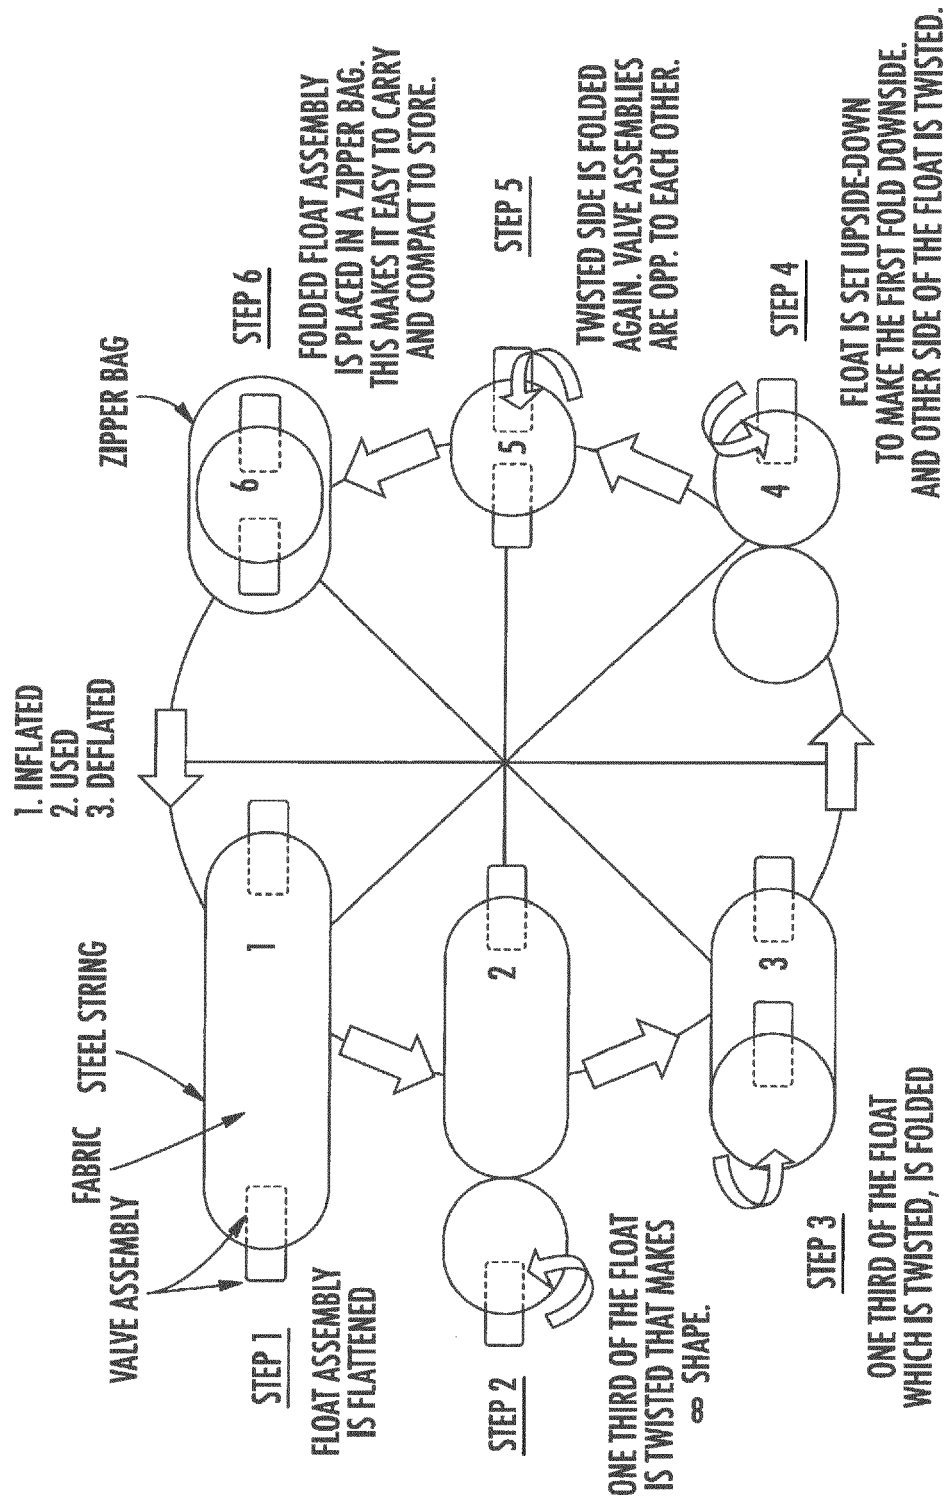 VALVE ASSEMBLY
FABRIC
STEEL STRING
1. INFLATED
2. USED
3. DEFLATED
ZIPPER BAG
STEP 1
FLOAT ASSEMBLY
IS FLATTENED
1
6
STEP 6
FOLDED FLOAT ASSEMBLY
IS PLACED IN A ZIPPER BAG.
THIS MAKES IT EASY TO CARRY
AND COMPACT TO STORE.
STEP 2
ONE THIRD OF THE FLOAT
IS TWISTED THAT MAKES
∞ SHAPE.
2
5
STEP 5
TWISTED SIDE IS FOLDED
AGAIN. VALVE ASSEMBLIES
ARE OPP. TO EACH OTHER.
3
STEP 3
ONE THIRD OF THE FLOAT
WHICH IS TWISTED, IS FOLDED
4
STEP 4
FLOAT IS SET UPSIDE-DOWN
TO MAKE THE FIRST FOLD DOWNSIDE.
AND OTHER SIDE OF THE FLOAT IS TWISTED.